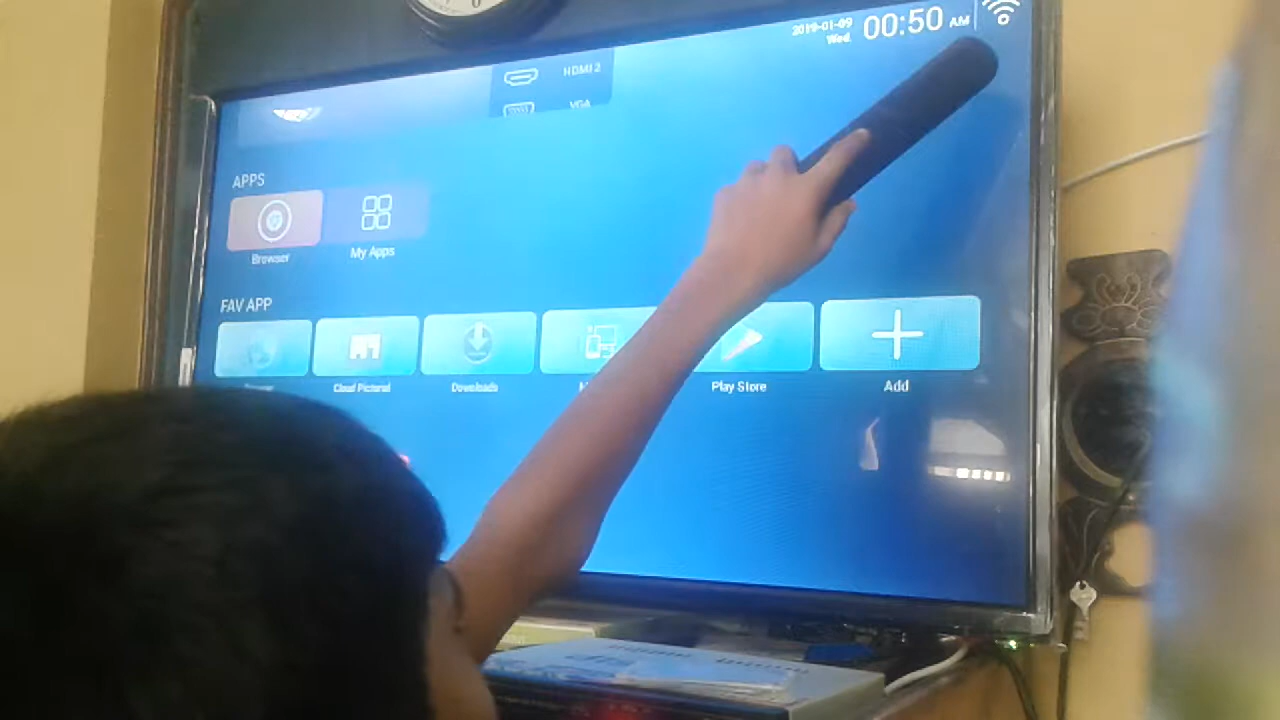 2019-01-09
Wed.
00:50 AM
HDMI 2
VGA
APPS
Browser
My Apps
FAV APP
Cloud Pictural
Downloads
Play Store
Add